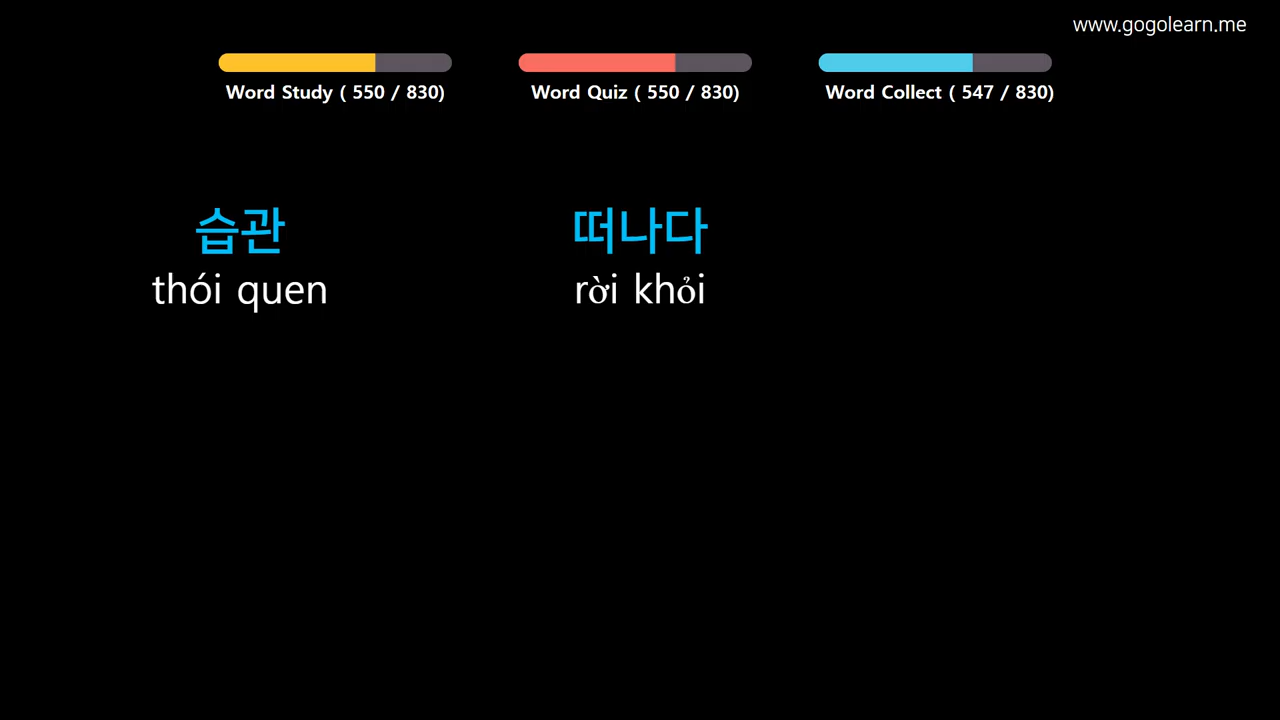 www.gogolearn.me
Word Study ( 550 / 830)
Word Quiz ( 550 / 830)
Word Collect ( 547 / 830)
습관
thói quen
떠나다
rời khỏi